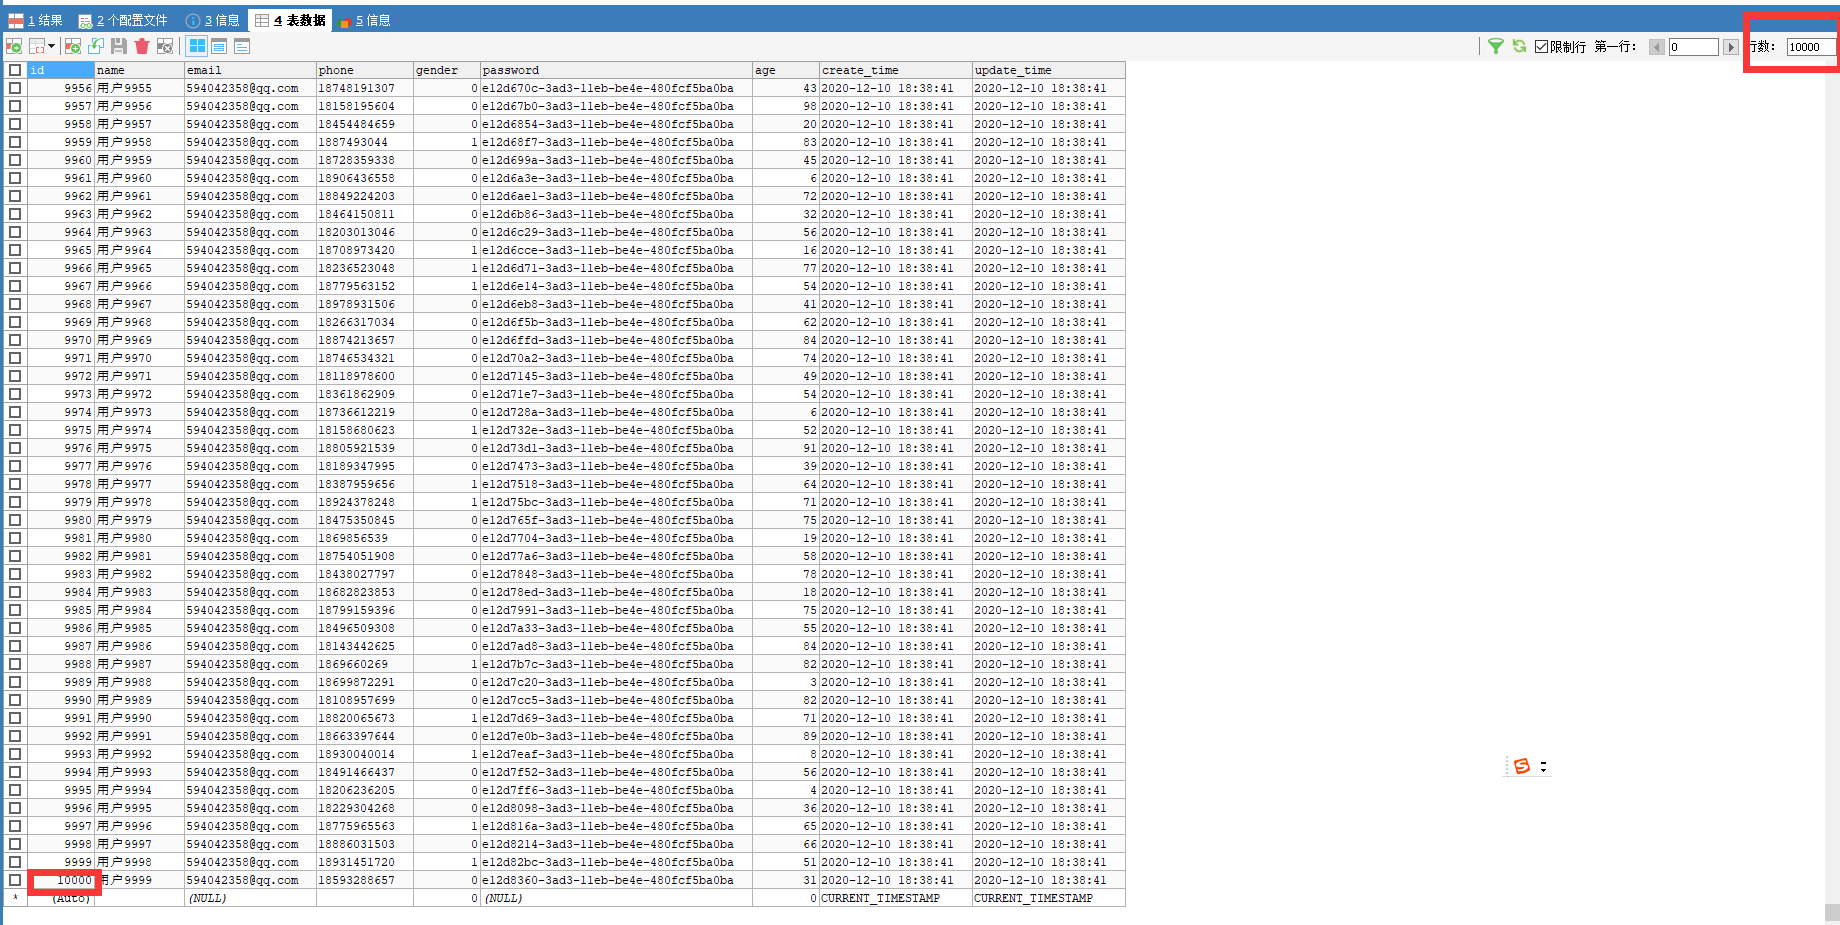 1 结果 2 个配置文件 3 信息 4 表数据 5 信息
限制行 第一行: 0 行数: 10000
id name email phone gender password age create_time update_time
9956 用户9955 594042358@qq.com 18748191307 0 e12d670c-3ad3-11eb-be4e-480fcf5ba0ba 43 2020-12-10 18:38:41 2020-12-10 18:38:41
9957 用户9956 594042358@qq.com 18158195604 0 e12d67b0-3ad3-11eb-be4e-480fcf5ba0ba 98 2020-12-10 18:38:41 2020-12-10 18:38:41
9958 用户9957 594042358@qq.com 18454484659 0 e12d6854-3ad3-11eb-be4e-480fcf5ba0ba 20 2020-12-10 18:38:41 2020-12-10 18:38:41
9959 用户9958 594042358@qq.com 1887493044 1 e12d68f7-3ad3-11eb-be4e-480fcf5ba0ba 83 2020-12-10 18:38:41 2020-12-10 18:38:41
9960 用户9959 594042358@qq.com 18728359338 0 e12d699a-3ad3-11eb-be4e-480fcf5ba0ba 45 2020-12-10 18:38:41 2020-12-10 18:38:41
9961 用户9960 594042358@qq.com 18906436558 0 e12d6a3e-3ad3-11eb-be4e-480fcf5ba0ba 6 2020-12-10 18:38:41 2020-12-10 18:38:41
9962 用户9961 594042358@qq.com 18849224203 0 e12d6ae1-3ad3-11eb-be4e-480fcf5ba0ba 72 2020-12-10 18:38:41 2020-12-10 18:38:41
9963 用户9962 594042358@qq.com 18464150811 0 e12d6b86-3ad3-11eb-be4e-480fcf5ba0ba 32 2020-12-10 18:38:41 2020-12-10 18:38:41
9964 用户9963 594042358@qq.com 18203013046 0 e12d6c29-3ad3-11eb-be4e-480fcf5ba0ba 56 2020-12-10 18:38:41 2020-12-10 18:38:41
9965 用户9964 594042358@qq.com 18708973420 1 e12d6cce-3ad3-11eb-be4e-480fcf5ba0ba 16 2020-12-10 18:38:41 2020-12-10 18:38:41
9966 用户9965 594042358@qq.com 18236523048 1 e12d6d71-3ad3-11eb-be4e-480fcf5ba0ba 77 2020-12-10 18:38:41 2020-12-10 18:38:41
9967 用户9966 594042358@qq.com 18779563152 1 e12d6e14-3ad3-11eb-be4e-480fcf5ba0ba 54 2020-12-10 18:38:41 2020-12-10 18:38:41
9968 用户9967 594042358@qq.com 18978931506 0 e12d6eb8-3ad3-11eb-be4e-480fcf5ba0ba 41 2020-12-10 18:38:41 2020-12-10 18:38:41
9969 用户9968 594042358@qq.com 18266317034 0 e12d6f5b-3ad3-11eb-be4e-480fcf5ba0ba 62 2020-12-10 18:38:41 2020-12-10 18:38:41
9970 用户9969 594042358@qq.com 18874213657 0 e12d6ffd-3ad3-11eb-be4e-480fcf5ba0ba 84 2020-12-10 18:38:41 2020-12-10 18:38:41
9971 用户9970 594042358@qq.com 18746534321 0 e12d70a2-3ad3-11eb-be4e-480fcf5ba0ba 74 2020-12-10 18:38:41 2020-12-10 18:38:41
9972 用户9971 594042358@qq.com 18118978600 0 e12d7145-3ad3-11eb-be4e-480fcf5ba0ba 49 2020-12-10 18:38:41 2020-12-10 18:38:41
9973 用户9972 594042358@qq.com 18361862909 0 e12d71e7-3ad3-11eb-be4e-480fcf5ba0ba 54 2020-12-10 18:38:41 2020-12-10 18:38:41
9974 用户9973 594042358@qq.com 18736612219 0 e12d728a-3ad3-11eb-be4e-480fcf5ba0ba 6 2020-12-10 18:38:41 2020-12-10 18:38:41
9975 用户9974 594042358@qq.com 18158680623 1 e12d732e-3ad3-11eb-be4e-480fcf5ba0ba 52 2020-12-10 18:38:41 2020-12-10 18:38:41
9976 用户9975 594042358@qq.com 18805921539 0 e12d73d1-3ad3-11eb-be4e-480fcf5ba0ba 91 2020-12-10 18:38:41 2020-12-10 18:38:41
9977 用户9976 594042358@qq.com 18189347995 0 e12d7473-3ad3-11eb-be4e-480fcf5ba0ba 39 2020-12-10 18:38:41 2020-12-10 18:38:41
9978 用户9977 594042358@qq.com 18387959656 1 e12d7518-3ad3-11eb-be4e-480fcf5ba0ba 64 2020-12-10 18:38:41 2020-12-10 18:38:41
9979 用户9978 594042358@qq.com 18924378248 1 e12d75bc-3ad3-11eb-be4e-480fcf5ba0ba 71 2020-12-10 18:38:41 2020-12-10 18:38:41
9980 用户9979 594042358@qq.com 18475350845 0 e12d765f-3ad3-11eb-be4e-480fcf5ba0ba 75 2020-12-10 18:38:41 2020-12-10 18:38:41
9981 用户9980 594042358@qq.com 1869856539 0 e12d7704-3ad3-11eb-be4e-480fcf5ba0ba 19 2020-12-10 18:38:41 2020-12-10 18:38:41
9982 用户9981 594042358@qq.com 18754051908 0 e12d77a6-3ad3-11eb-be4e-480fcf5ba0ba 58 2020-12-10 18:38:41 2020-12-10 18:38:41
9983 用户9982 594042358@qq.com 18438027797 0 e12d7848-3ad3-11eb-be4e-480fcf5ba0ba 78 2020-12-10 18:38:41 2020-12-10 18:38:41
9984 用户9983 594042358@qq.com 18682823853 0 e12d78ed-3ad3-11eb-be4e-480fcf5ba0ba 18 2020-12-10 18:38:41 2020-12-10 18:38:41
9985 用户9984 594042358@qq.com 18799159396 0 e12d7991-3ad3-11eb-be4e-480fcf5ba0ba 75 2020-12-10 18:38:41 2020-12-10 18:38:41
9986 用户9985 594042358@qq.com 18496509308 0 e12d7a33-3ad3-11eb-be4e-480fcf5ba0ba 55 2020-12-10 18:38:41 2020-12-10 18:38:41
9987 用户9986 594042358@qq.com 18143442625 0 e12d7ad8-3ad3-11eb-be4e-480fcf5ba0ba 84 2020-12-10 18:38:41 2020-12-10 18:38:41
9988 用户9987 594042358@qq.com 1869660269 1 e12d7b7c-3ad3-11eb-be4e-480fcf5ba0ba 82 2020-12-10 18:38:41 2020-12-10 18:38:41
9989 用户9988 594042358@qq.com 18699872291 0 e12d7c20-3ad3-11eb-be4e-480fcf5ba0ba 3 2020-12-10 18:38:41 2020-12-10 18:38:41
9990 用户9989 594042358@qq.com 18108957699 0 e12d7cc5-3ad3-11eb-be4e-480fcf5ba0ba 82 2020-12-10 18:38:41 2020-12-10 18:38:41
9991 用户9990 594042358@qq.com 18820065673 1 e12d7d69-3ad3-11eb-be4e-480fcf5ba0ba 71 2020-12-10 18:38:41 2020-12-10 18:38:41
9992 用户9991 594042358@qq.com 18663397644 0 e12d7e0b-3ad3-11eb-be4e-480fcf5ba0ba 89 2020-12-10 18:38:41 2020-12-10 18:38:41
9993 用户9992 594042358@qq.com 18930040014 1 e12d7eaf-3ad3-11eb-be4e-480fcf5ba0ba 8 2020-12-10 18:38:41 2020-12-10 18:38:41
9994 用户9993 594042358@qq.com 18491466437 0 e12d7f52-3ad3-11eb-be4e-480fcf5ba0ba 56 2020-12-10 18:38:41 2020-12-10 18:38:41
9995 用户9994 594042358@qq.com 18206236205 0 e12d7ff6-3ad3-11eb-be4e-480fcf5ba0ba 4 2020-12-10 18:38:41 2020-12-10 18:38:41
9996 用户9995 594042358@qq.com 18229304268 0 e12d8098-3ad3-11eb-be4e-480fcf5ba0ba 36 2020-12-10 18:38:41 2020-12-10 18:38:41
9997 用户9996 594042358@qq.com 18775965563 1 e12d816a-3ad3-11eb-be4e-480fcf5ba0ba 65 2020-12-10 18:38:41 2020-12-10 18:38:41
9998 用户9997 594042358@qq.com 18886031503 0 e12d8214-3ad3-11eb-be4e-480fcf5ba0ba 66 2020-12-10 18:38:41 2020-12-10 18:38:41
9999 用户9998 594042358@qq.com 18931451720 1 e12d82bc-3ad3-11eb-be4e-480fcf5ba0ba 51 2020-12-10 18:38:41 2020-12-10 18:38:41
10000 用户9999 594042358@qq.com 18593288657 0 e12d8360-3ad3-11eb-be4e-480fcf5ba0ba 31 2020-12-10 18:38:41 2020-12-10 18:38:41
* (Auto) (NULL) 0 (NULL) 0 CURRENT_TIMESTAMP CURRENT_TIMESTAMP